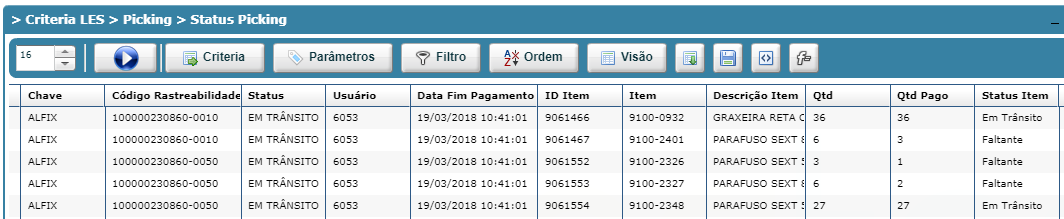 > Criteria LES > Picking > Status Picking
16 Criteria Parâmetros Filtro Ordem Visão
Chave Código Rastreabilidade Status Usuário Data Fim Pagamento ID Item Item Descrição Item Qtd Qtd Pago Status Item
ALFIX 100000230860-0010 EM TRÂNSITO 6053 19/03/2018 10:41:01 9061466 9100-0932 GRAXEIRA RETA 36 36 Em Trânsito
ALFIX 100000230860-0010 EM TRÂNSITO 6053 19/03/2018 10:41:01 9061467 9100-2401 PARAFUSO SEXT 6 3 Faltante
ALFIX 100000230860-0050 EM TRÂNSITO 6053 19/03/2018 10:41:01 9061552 9100-2326 PARAFUSO SEXT 3 1 Faltante
ALFIX 100000230860-0050 EM TRÂNSITO 6053 19/03/2018 10:41:01 9061553 9100-2327 PARAFUSO SEXT 6 2 Faltante
ALFIX 100000230860-0050 EM TRÂNSITO 6053 19/03/2018 10:41:01 9061554 9100-2348 PARAFUSO SEXT 27 27 Em Trânsito